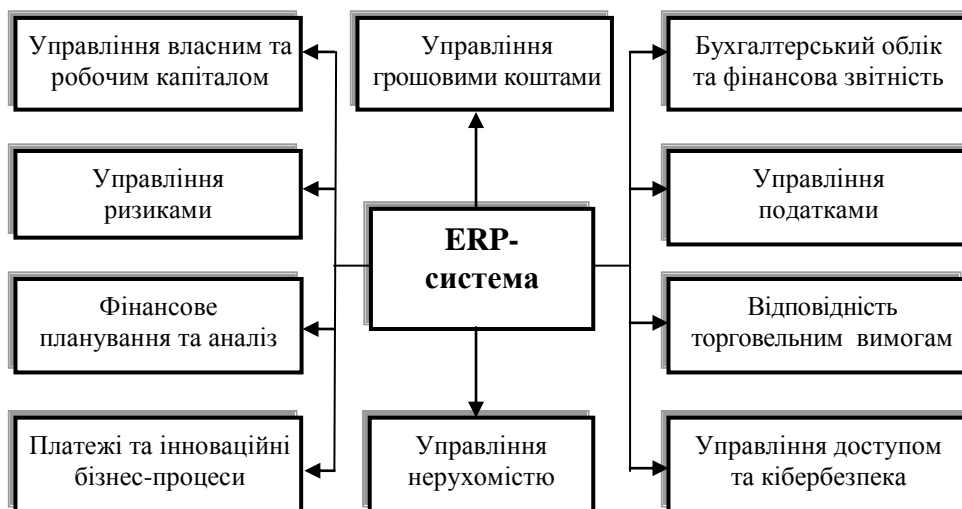 Управління власним та
робочим капіталом
Управління
грошовими коштами
Бухгалтерський облік
та фінансова звітність
Управління
ризиками
Управління
податками
ERP-
система
Фінансове
планування та аналіз
Відповідність
торговельним вимогам
Платежі та інноваційні
бізнес-процеси
Управління
нерухомістю
Управління доступом
та кібербезпека